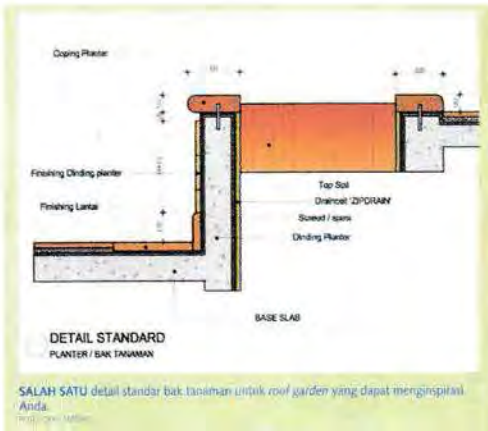 Coping Planter
Finishing Dinding planter
Finishing Lantai
Top Soil
Draincell 'ZIPDRAIN'
Screed / spesi
Dinding Planter
BASE SLAB
DETAIL STANDARD
PLANTER / BAK TANAMAN
SALAH SATU detail standar bak tanaman untuk roof garden yang dapat menginspirasi
Anda.